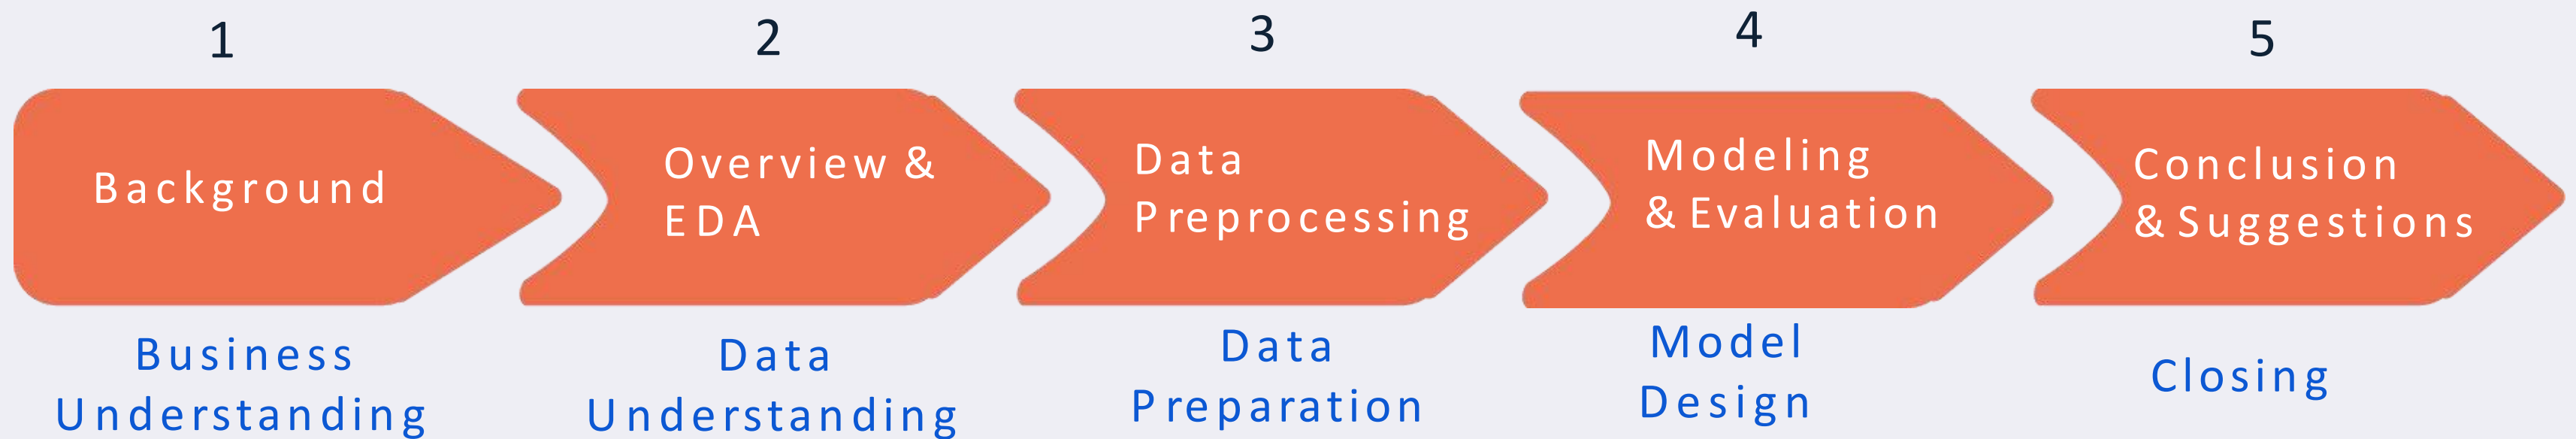 1
Background
Business
Understanding
2
Overview &
EDA
Data
Understanding
3
Data
Preprocessing
Data
Preparation
4
Modeling
& Evaluation
Model
Design
5
Conclusion
& Suggestions
Closing